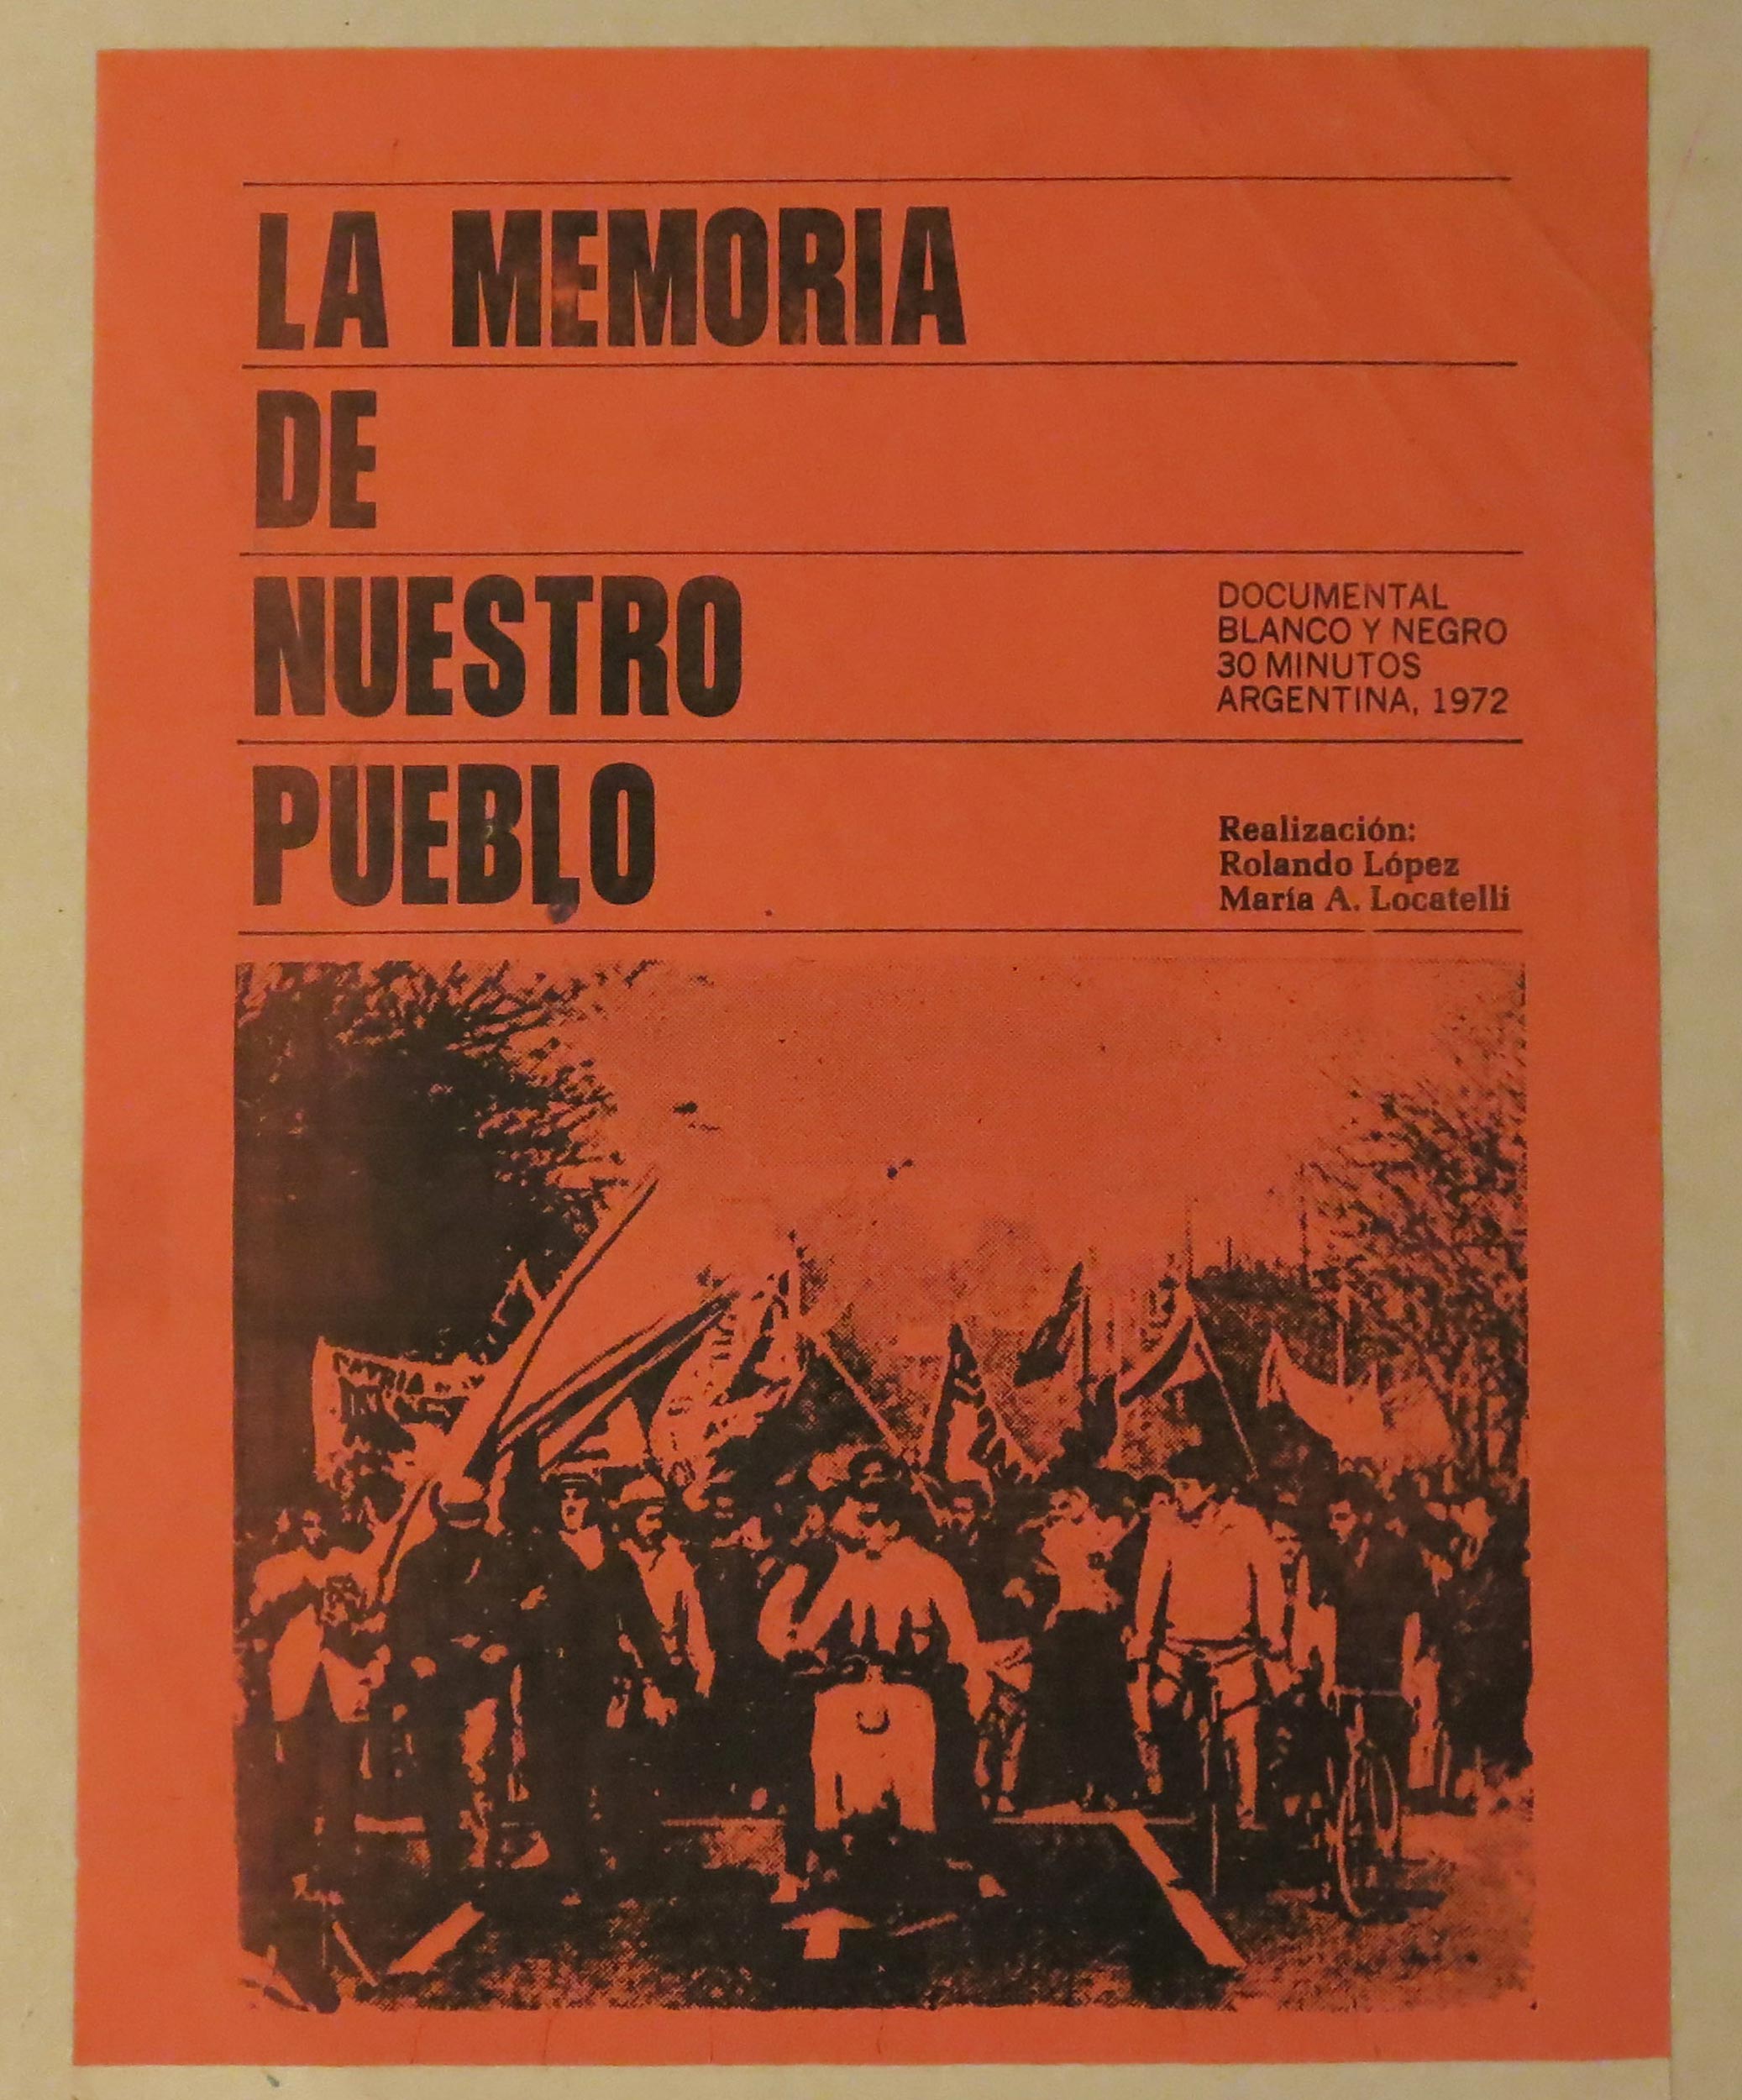 LA MEMORIA
DE
NUESTRO
PUEBLO
DOCUMENTAL
BLANCO Y NEGRO
30 MINUTOS
ARGENTINA, 1972
Realización:
Rolando López
María A. Locatelli